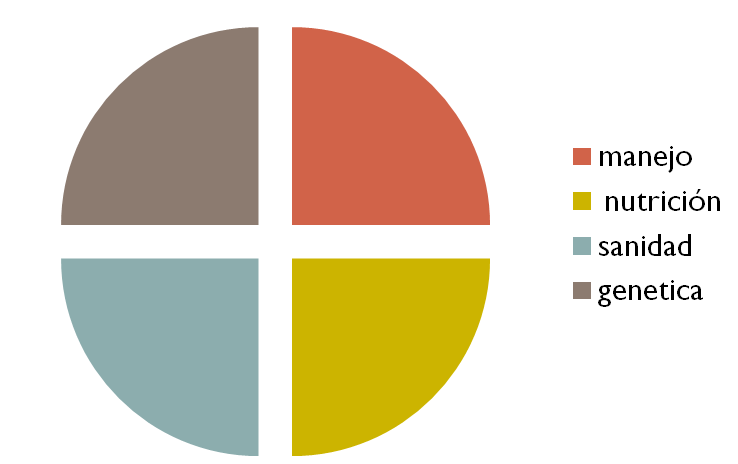 manejo
nutrición
sanidad
genetica